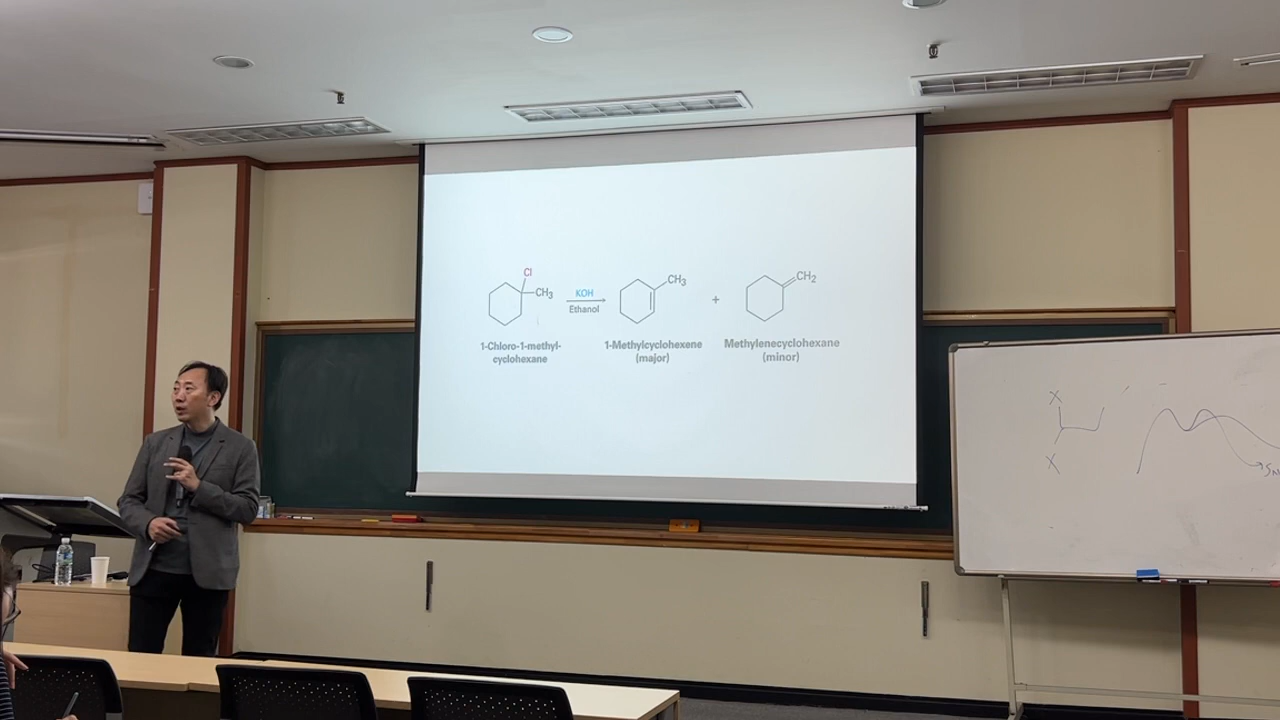 Cl
CH3
KOH
Ethanol
CH3
+
CH2
1-Chloro-1-methyl-
cyclohexane
1-Methylcyclohexene
(major)
Methylenecyclohexane
(minor)
X
X